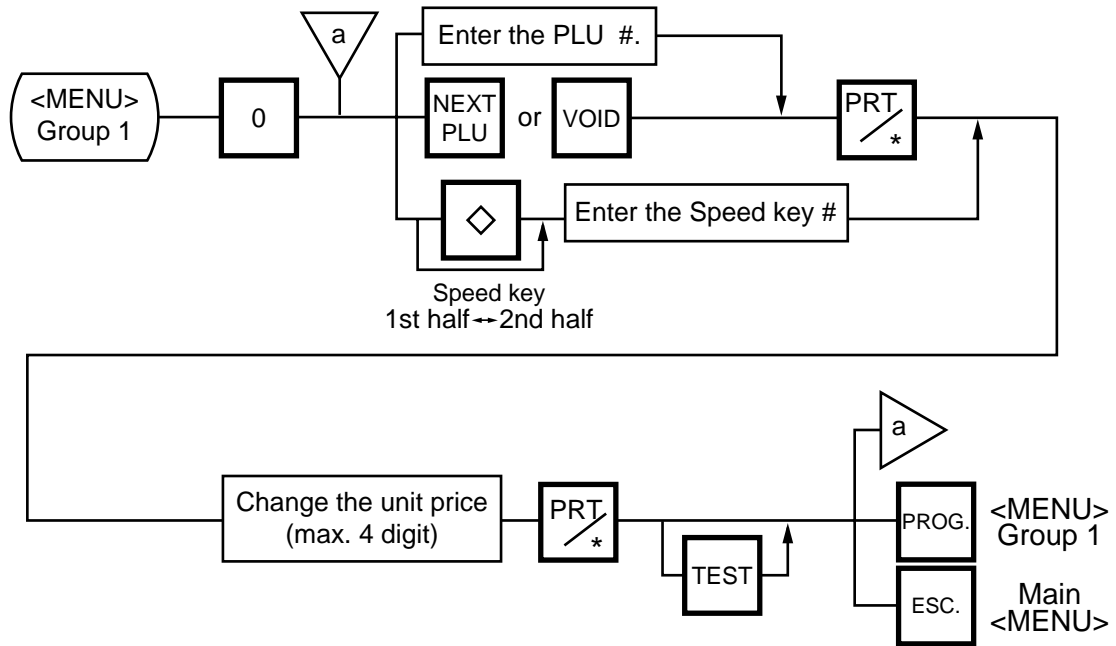 a
Enter the PLU #.
<MENU>
Group 1
0
NEXT
PLU
or
VOID
PRT
*
Enter the Speed key #
Speed key
1st half↔2nd half
a
Change the unit price
(max. 4 digit)
PRT
*
TEST
PROG.
<MENU>
Group 1
ESC.
Main
<MENU>